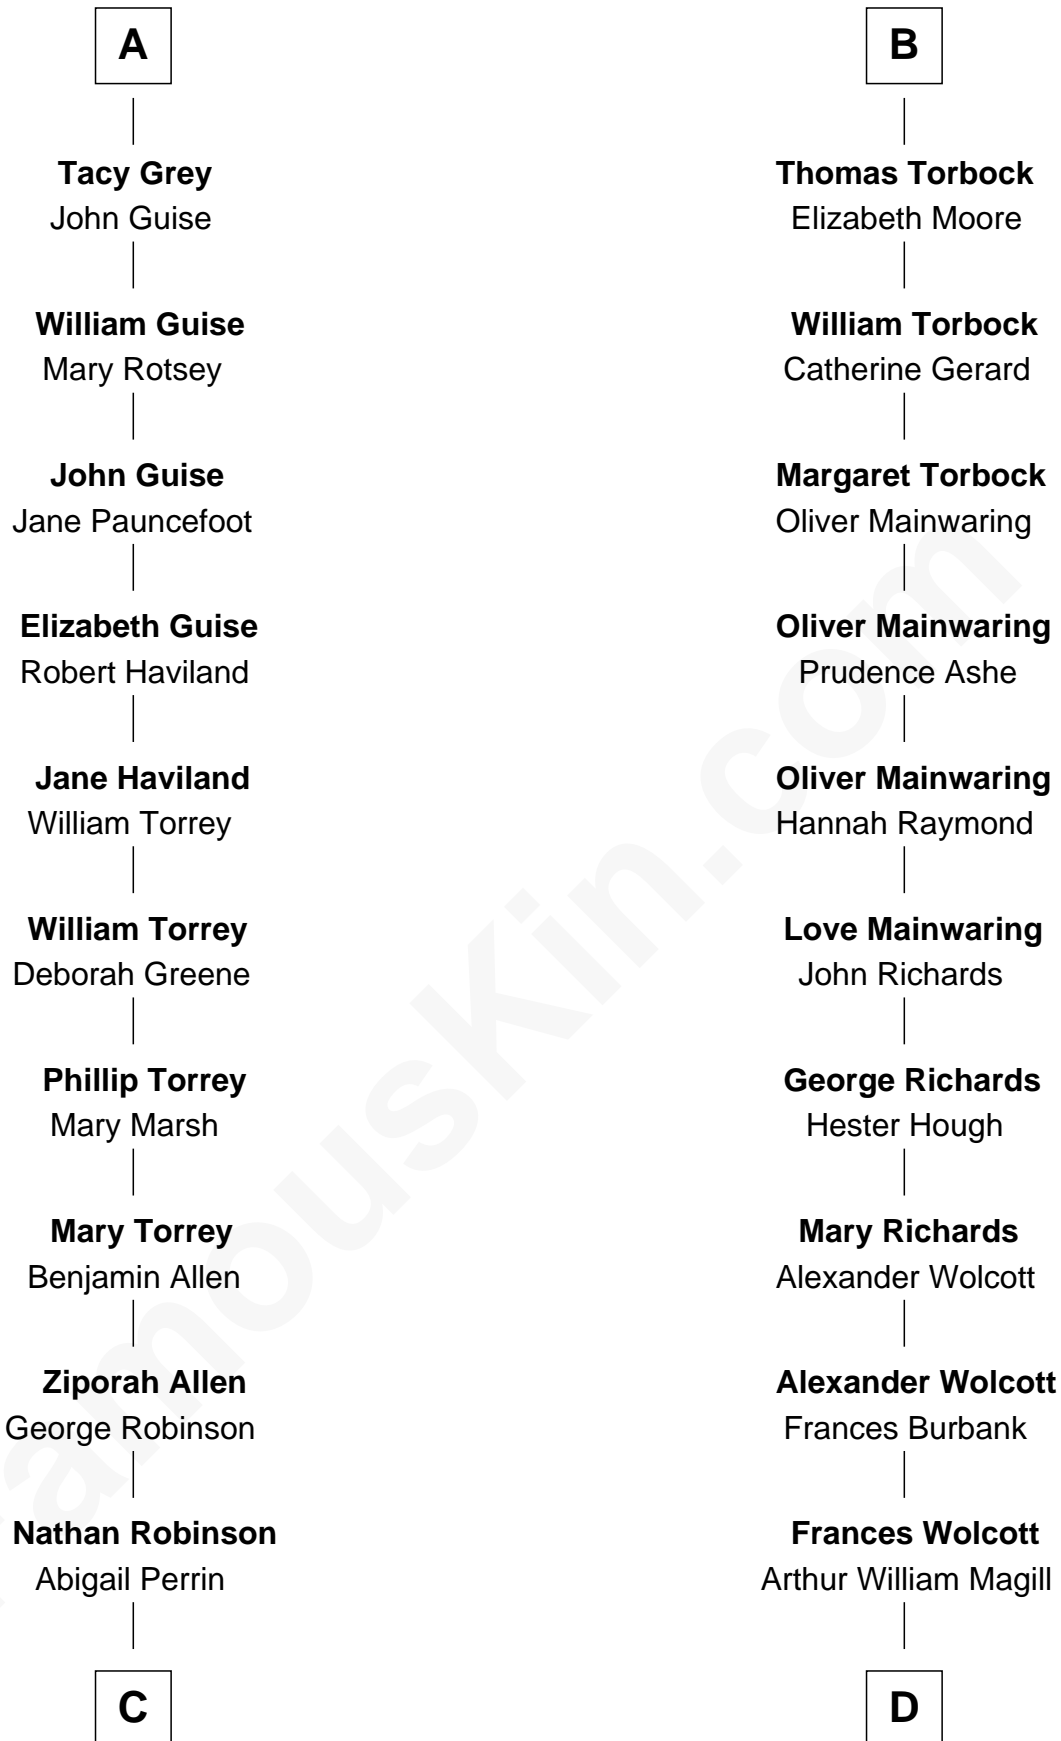 A
Tacy Grey
John Guise
William Guise
Mary Rotsey
John Guise
Jane Pauncefoot
Elizabeth Guise
Robert Haviland
Jane Haviland
William Torrey
William Torrey
Deborah Greene
Phillip Torrey
Mary Marsh
Mary Torrey
Benjamin Allen
Ziporah Allen
George Robinson
Nathan Robinson
Abigail Perrin
C
B
Thomas Torbock
Elizabeth Moore
William Torbock
Catherine Gerard
Margaret Torbock
Oliver Mainwaring
Oliver Mainwaring
Prudence Ashe
Oliver Mainwaring
Hannah Raymond
Love Mainwaring
John Richards
George Richards
Hester Hough
Mary Richards
Alexander Wolcott
Alexander Wolcott
Frances Burbank
Frances Wolcott
Arthur William Magill
D
FamousKin.com